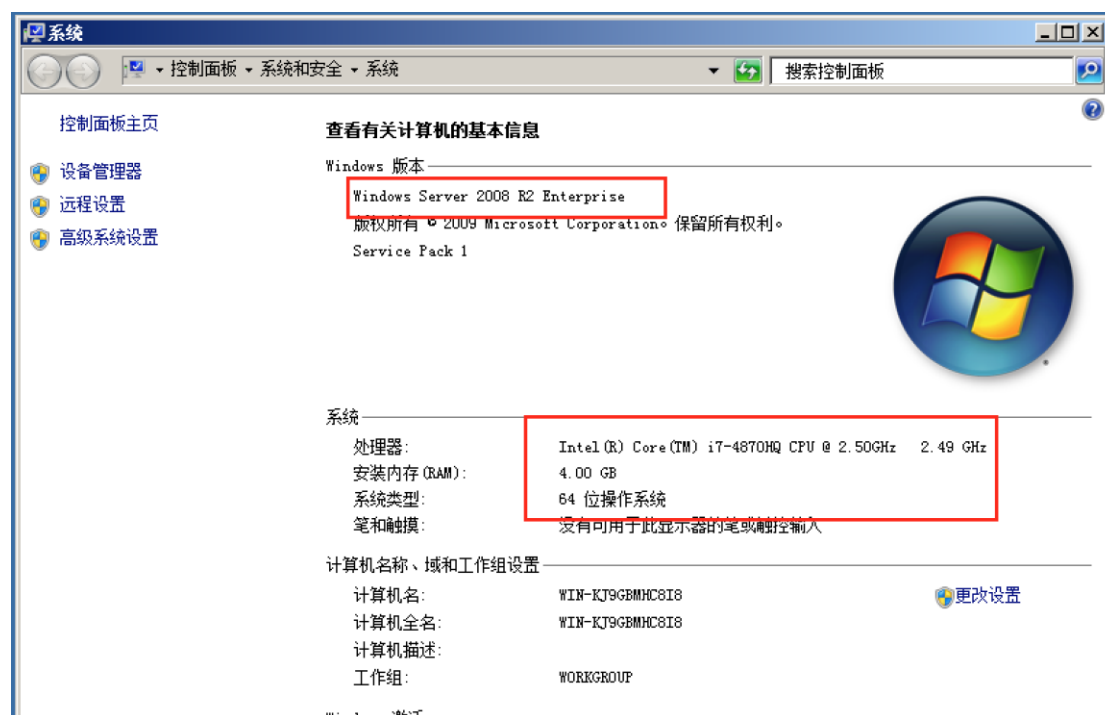 系统
控制面板 系统和安全 系统 搜索控制面板
控制面板主页
设备管理器
远程设置
高级系统设置
查看有关计算机的基本信息
Windows 版本
Windows Server 2008 R2 Enterprise
版权所有 © 2009 Microsoft Corporation。保留所有权利。
Service Pack 1
系统
处理器: Intel(R) Core(TM) i7-4870HQ CPU @ 2.50GHz 2.49 GHz
安装内存(RAM): 4.00 GB
系统类型: 64 位操作系统
笔和触摸: 没有可用于此显示器的笔或触控输入
计算机名称、域和工作组设置
计算机名: WIN-KJ9GBMHC8I8 更改设置
计算机全名: WIN-KJ9GBMHC8I8
计算机描述:
工作组: WORKGROUP